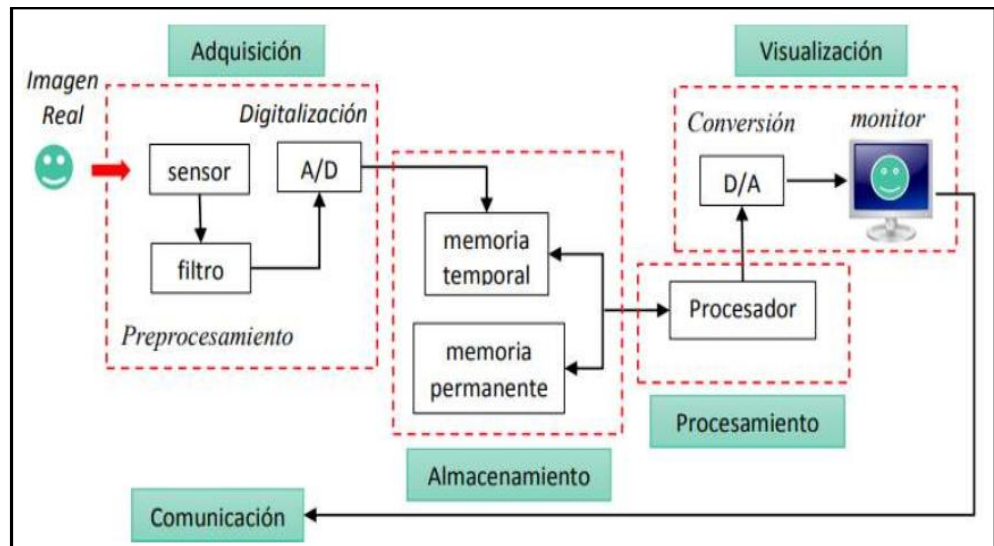 Adquisición
Visualización
Imagen
Real
Digitalización
sensor
A/D
filtro
Preprocesamiento
memoria
temporal
memoria
permanente
Almacenamiento
Conversión
monitor
D/A
Procesador
Procesamiento
Comunicación